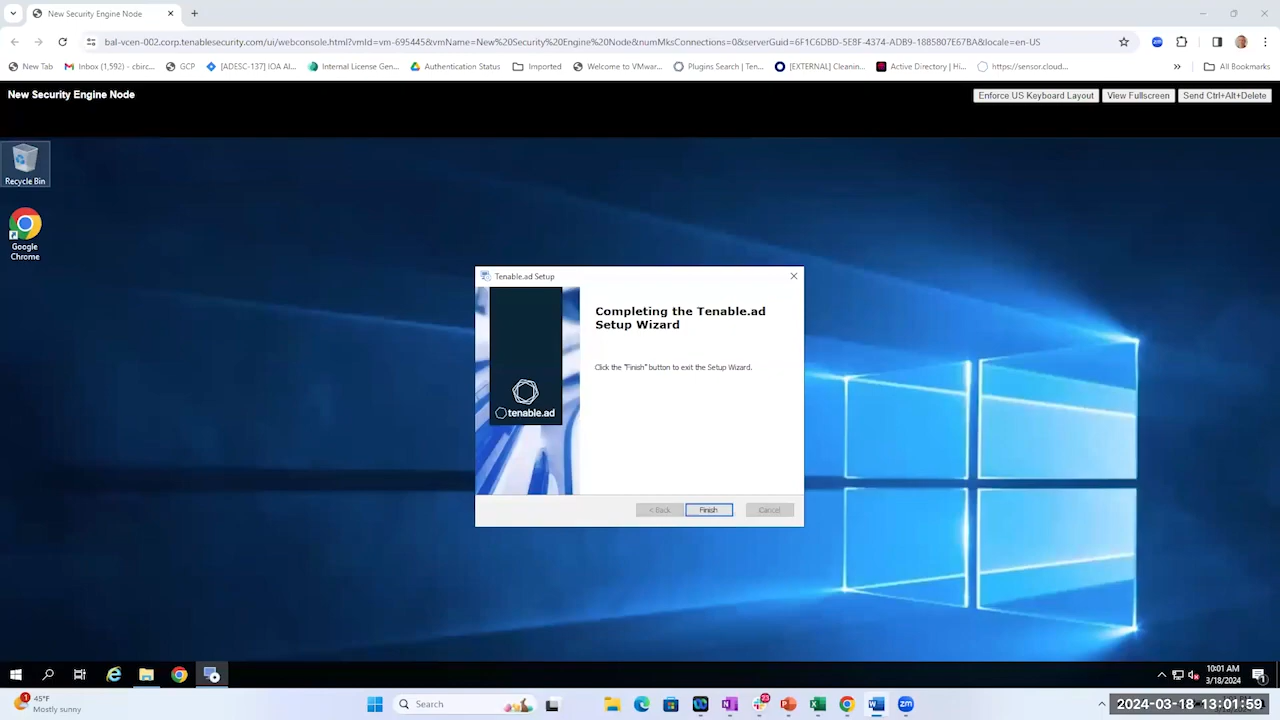 New Security Engine Node
bal-vcen-002.corp.tenablesecurity.com/ui/webconsole.html?vmId=vm-695445&vmName=New%20Security%20Engine%20Node&numMksConnections=0&serverGuid=6F1C6DBD-5E8F-4374-ADB9-1885807E67BA&locale=en-US
New Tab
Inbox (1,592) - cbirc...
GCP
[ADESC-137] IOA AI...
Internal License Gen...
Authentication Status
Imported
Welcome to VMwar...
Plugins Search | Ten...
[EXTERNAL] Cleanin...
Active Directory | Hi...
https://sensor.cloud...
»
All Bookmarks
New Security Engine Node
Enforce US Keyboard Layout
View Fullscreen
Send Ctrl+Alt+Delete
Recycle Bin
Google
Chrome
Tenable.ad Setup
Completing the Tenable.ad
Setup Wizard
Click the "Finish" button to exit the Setup Wizard.
tenable.ad
< Back
Finish
Cancel
10:01 AM
3/18/2024
1
45°F
Mostly sunny
Search
2024-03-18 13:01:59